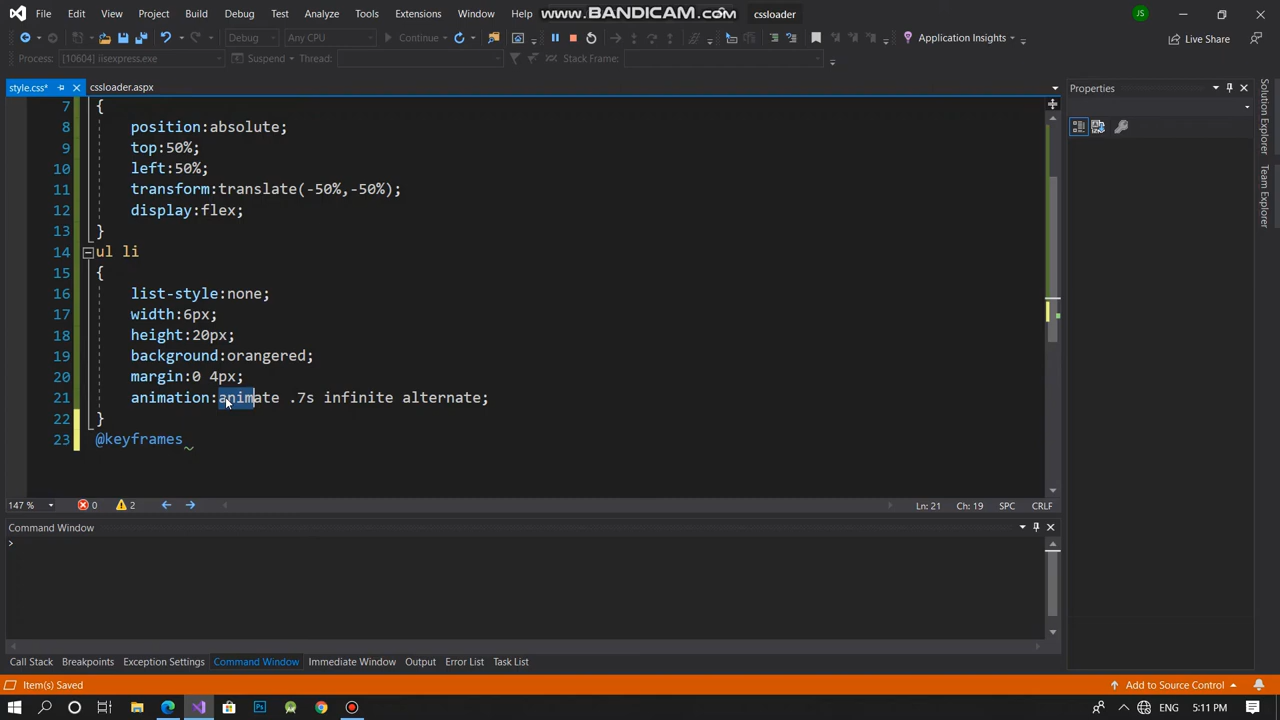 File Edit View Project Build Debug Test Analyze Tools Extensions Window Help WWW.BANDICAM.COM cssloader JS
Debug Any CPU Continue Application Insights Live Share
Process: [10604] iisexpress.exe Suspend Thread: Stack Frame:
style.css* cssloader.aspx Properties
7 {
8 position:absolute;
9 top:50%;
10 left:50%;
11 transform:translate(-50%,-50%);
12 display:flex;
13 }
14 ul li
15 {
16 list-style:none;
17 width:6px;
18 height:20px;
19 background:orangered;
20 margin:0 4px;
21 animation:animate .7s infinite alternate;
22 }
23 @keyframes
Solution Explorer
Team Explorer
147 % 0 2 Ln: 21 Ch: 19 SPC CRLF
Command Window
>
Call Stack Breakpoints Exception Settings Command Window Immediate Window Output Error List Task List
Item(s) Saved Add to Source Control
Ps ENG 5:11 PM